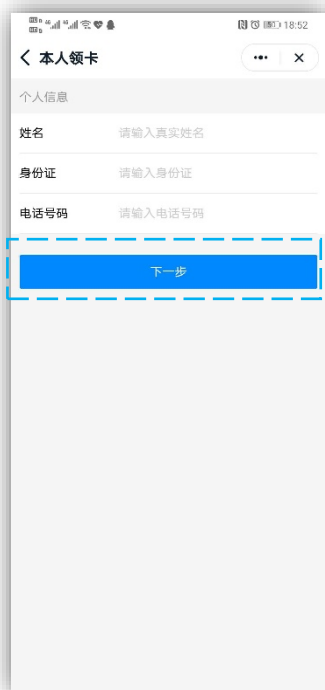 18:52
本人领卡
个人信息
姓名 请输入真实姓名
身份证 请输入身份证
电话号码 请输入电话号码
下一步